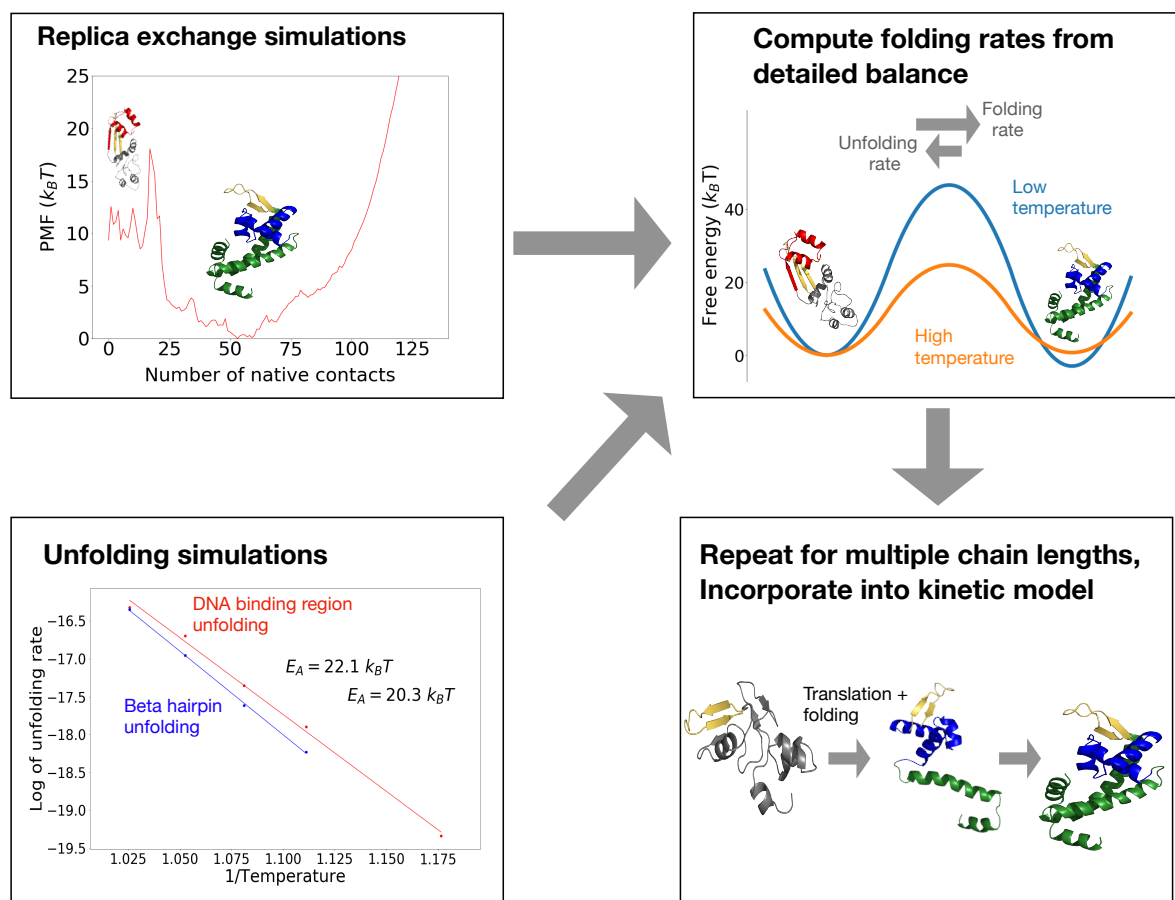 Replica exchange simulations
25
20
15
10
5
0
PMF (k_BT)
0 25 50 75 100 125
Number of native contacts
Compute folding rates from
detailed balance
Folding
rate
Unfolding
rate
Low
temperature
High
temperature
40
20
0
Free energy (k_BT)
Unfolding simulations
DNA binding region
unfolding
E_A = 22.1 k_BT
E_A = 20.3 k_BT
Beta hairpin
unfolding
−16.5
−17.0
−17.5
−18.0
−18.5
−19.0
−19.5
Log of unfolding rate
1.025 1.050 1.075 1.100 1.125 1.150 1.175
1/Temperature
Repeat for multiple chain lengths,
Incorporate into kinetic model
Translation +
folding